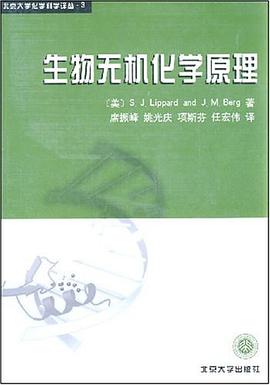 北京大学化学科学译丛·3
生物无机化学原理
〔美〕S. J. Lippard and J. M. Berg 著
席振峰 姚光庆 项斯芬 任宏伟 译
北京大学出版社